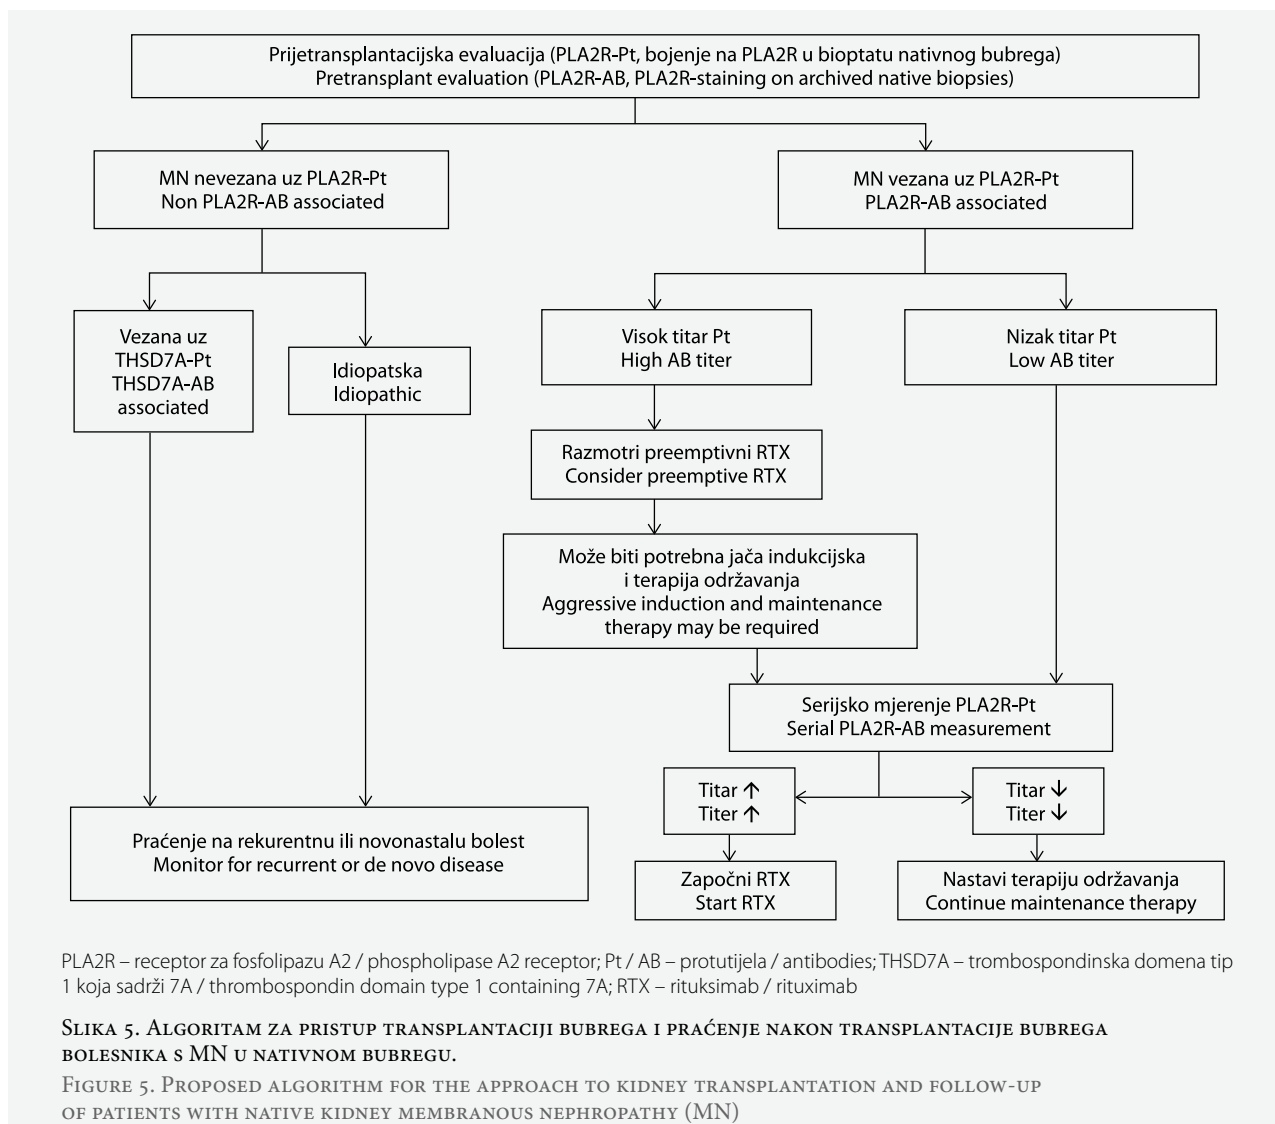 Prijetransplantacijska evaluacija (PLA2R-Pt, bojenje na PLA2R u bioptatu nativnog bubrega)
Pretransplant evaluation (PLA2R-AB, PLA2R-staining on archived native biopsies)
MN nevezana uz PLA2R-Pt
Non PLA2R-AB associated
MN vezana uz PLA2R-Pt
PLA2R-AB associated
Vezana uz
THSD7A-Pt
THSD7A-AB
associated
Idiopatska
Idiopathic
Visok titar Pt
High AB titer
Nizak titar Pt
Low AB titer
Razmotri preemptivni RTX
Consider preemptive RTX
Može biti potrebna jača indukcijska
i terapija održavanja
Aggressive induction and maintenance
therapy may be required
Serijsko mjerenje PLA2R-Pt
Serial PLA2R-AB measurement
Titar ↑
Titer ↑
Titar ↓
Titer ↓
Praćenje na rekurentnu ili novonastalu bolest
Monitor for recurrent or de novo disease
Započni RTX
Start RTX
Nastavi terapiju održavanja
Continue maintenance therapy
PLA2R – receptor za fosfolipazu A2 / phospholipase A2 receptor; Pt / AB – protutijela / antibodies; THSD7A – trombospondinska domena tip
1 koja sadrži 7A / thrombospondin domain type 1 containing 7A; RTX – rituksimab / rituximab
Slika 5. Algoritam za pristup transplantaciji bubrega i praćenje nakon transplantacije bubrega
bolesnika s MN u nativnom bubregu.
Figure 5. Proposed algorithm for the approach to kidney transplantation and follow-up
of patients with native kidney membranous nephropathy (MN)